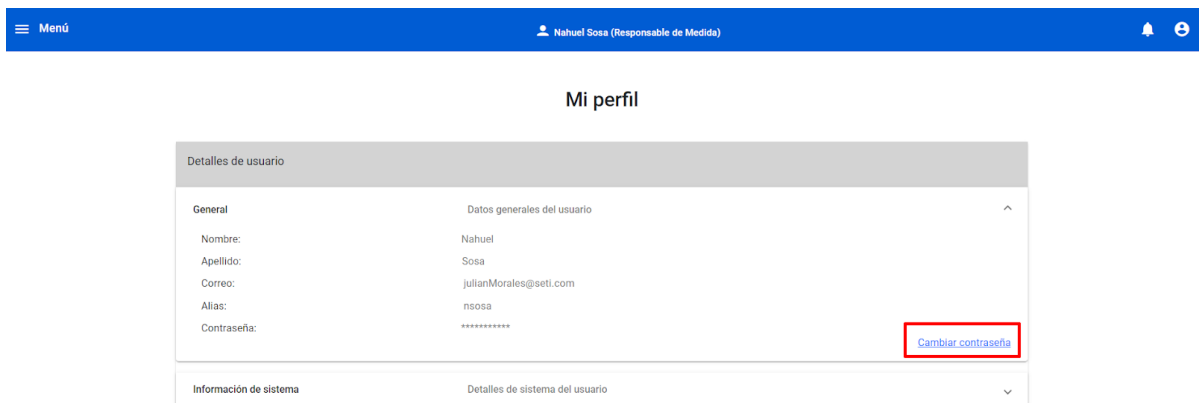 Menú
Nahuel Sosa (Responsable de Medida)
Mi perfil
Detalles de usuario
General Datos generales del usuario
Nombre: Nahuel
Apellido: Sosa
Correo: julianMorales@seti.com
Alias: nsosa
Contraseña: ***********
Cambiar contraseña
Información de sistema Detalles de sistema del usuario